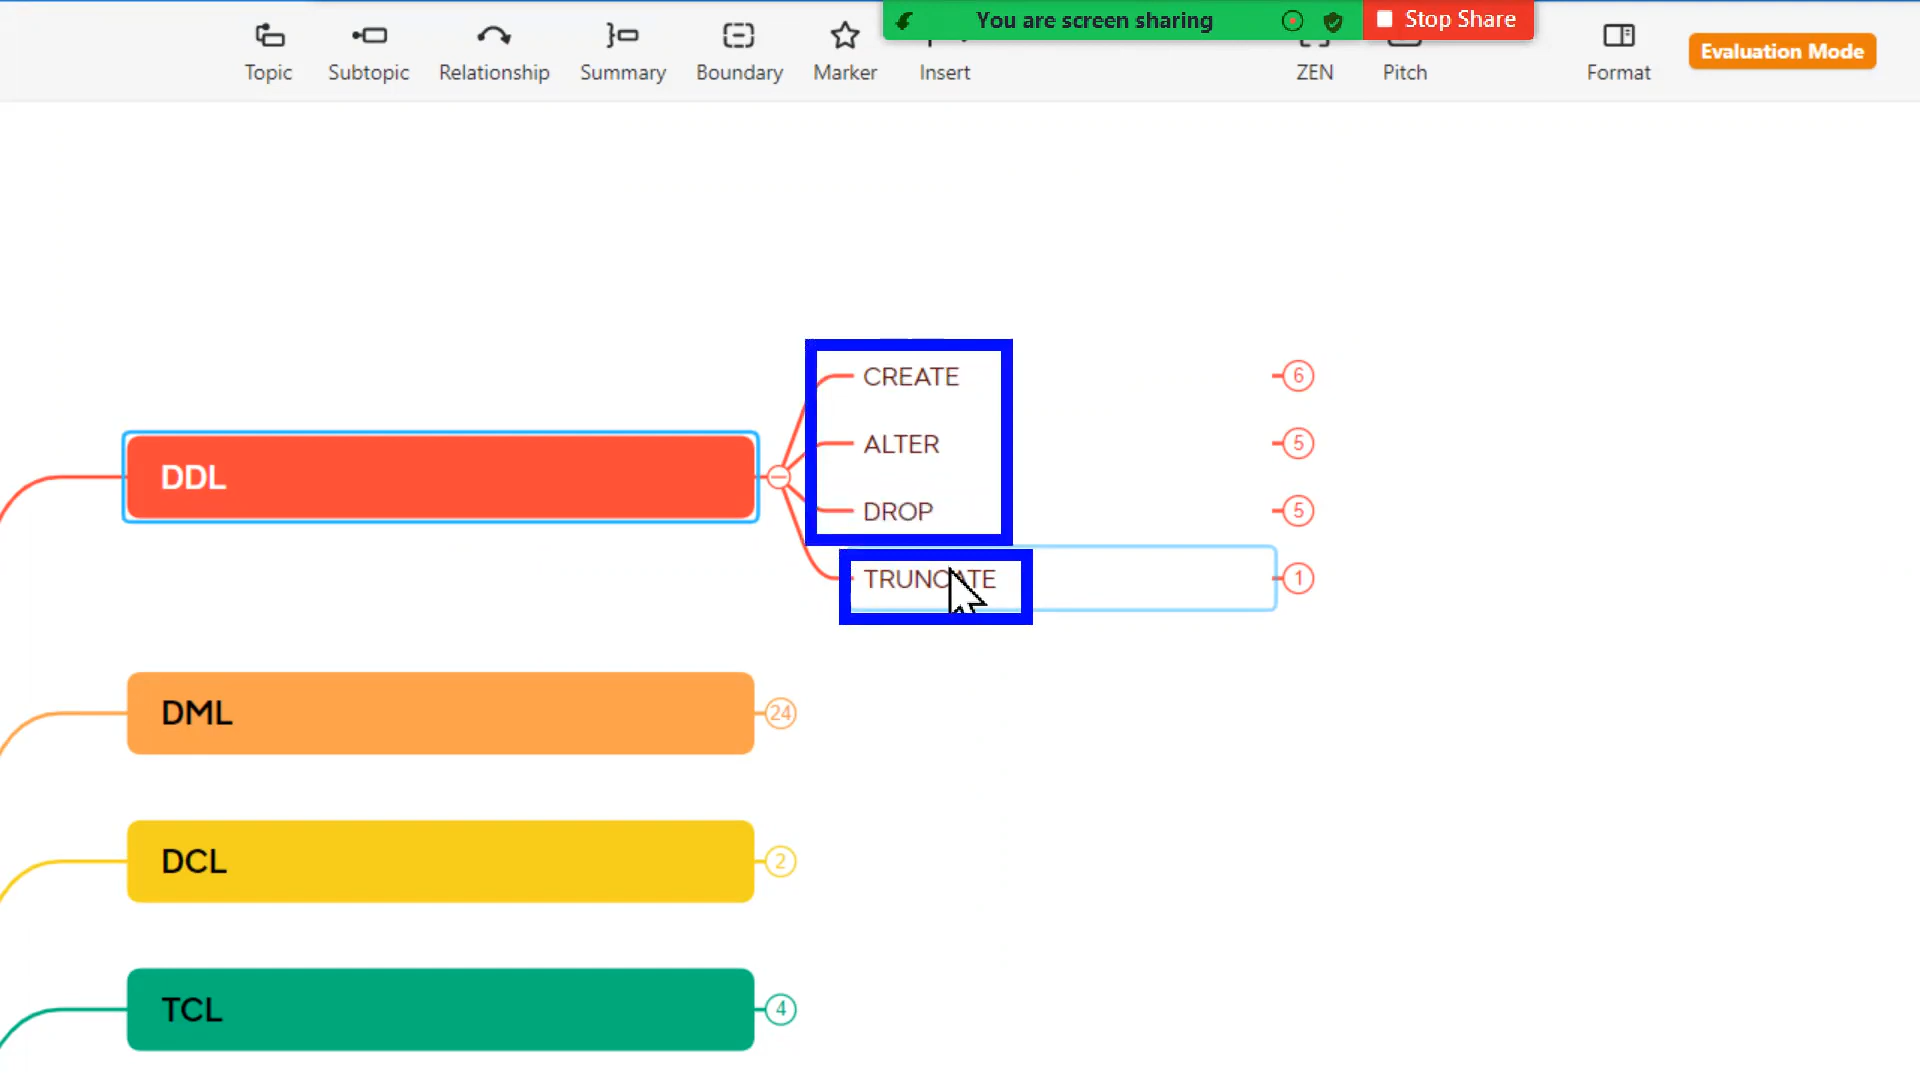 You are screen sharing
Stop Share
Topic
Subtopic
Relationship
Summary
Boundary
Marker
Insert
ZEN
Pitch
Format
Evaluation Mode
CREATE
6
ALTER
5
DDL
DROP
5
TRUNCATE
1
DML
24
DCL
2
TCL
4